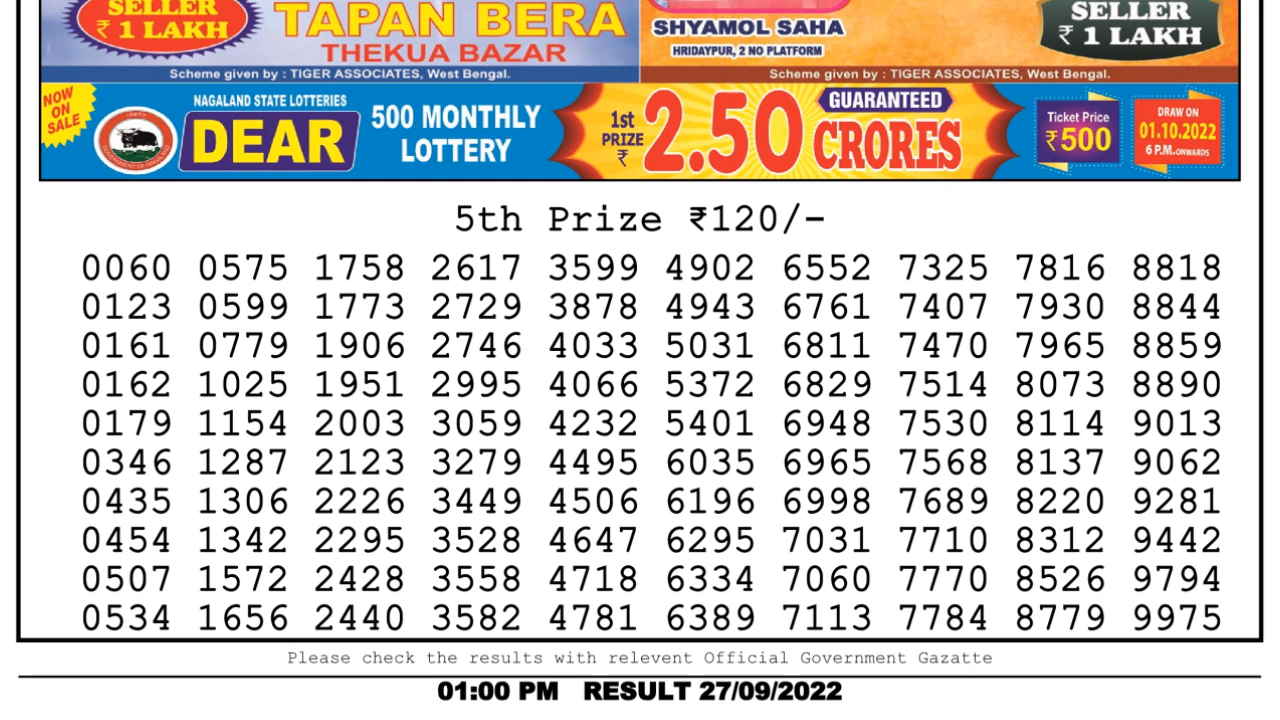 SELLER
₹ 1 LAKH
TAPAN BERA
THEKUA BAZAR
Scheme given by : TIGER ASSOCIATES, West Bengal.
SHYAMOL SAHA
HRIDAYPUR, 2 NO PLATFORM
SELLER
₹ 1 LAKH
Scheme given by : TIGER ASSOCIATES, West Bengal.
NOW
ON
SALE
NAGALAND STATE LOTTERIES
DEAR
500 MONTHLY
LOTTERY
1st
PRIZE
₹
2.50
GUARANTEED
CRORES
Ticket Price
₹500
DRAW ON
01.10.2022
6 P.M. ONWARDS
5th Prize ₹120/-
0060 0575 1758 2617 3599 4902 6552 7325 7816 8818
0123 0599 1773 2729 3878 4943 6761 7407 7930 8844
0161 0779 1906 2746 4033 5031 6811 7470 7965 8859
0162 1025 1951 2995 4066 5372 6829 7514 8073 8890
0179 1154 2003 3059 4232 5401 6948 7530 8114 9013
0346 1287 2123 3279 4495 6035 6965 7568 8137 9062
0435 1306 2226 3449 4506 6196 6998 7689 8220 9281
0454 1342 2295 3528 4647 6295 7031 7710 8312 9442
0507 1572 2428 3558 4718 6334 7060 7770 8526 9794
0534 1656 2440 3582 4781 6389 7113 7784 8779 9975
Please check the results with relevent Official Government Gazatte
01:00 PM RESULT 27/09/2022